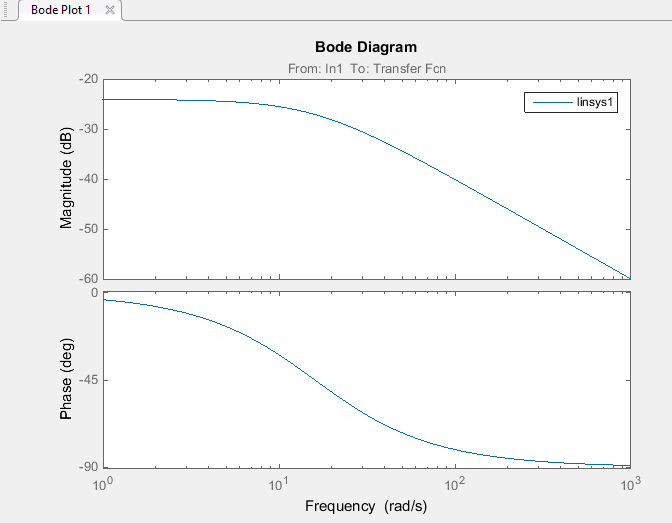 Bode Plot 1
Bode Diagram
From: In1 To: Transfer Fcn
linsys1
Magnitude (dB)
-20
-30
-40
-50
-60
Phase (deg)
0
-45
-90
10^0
10^1
10^2
10^3
Frequency (rad/s)